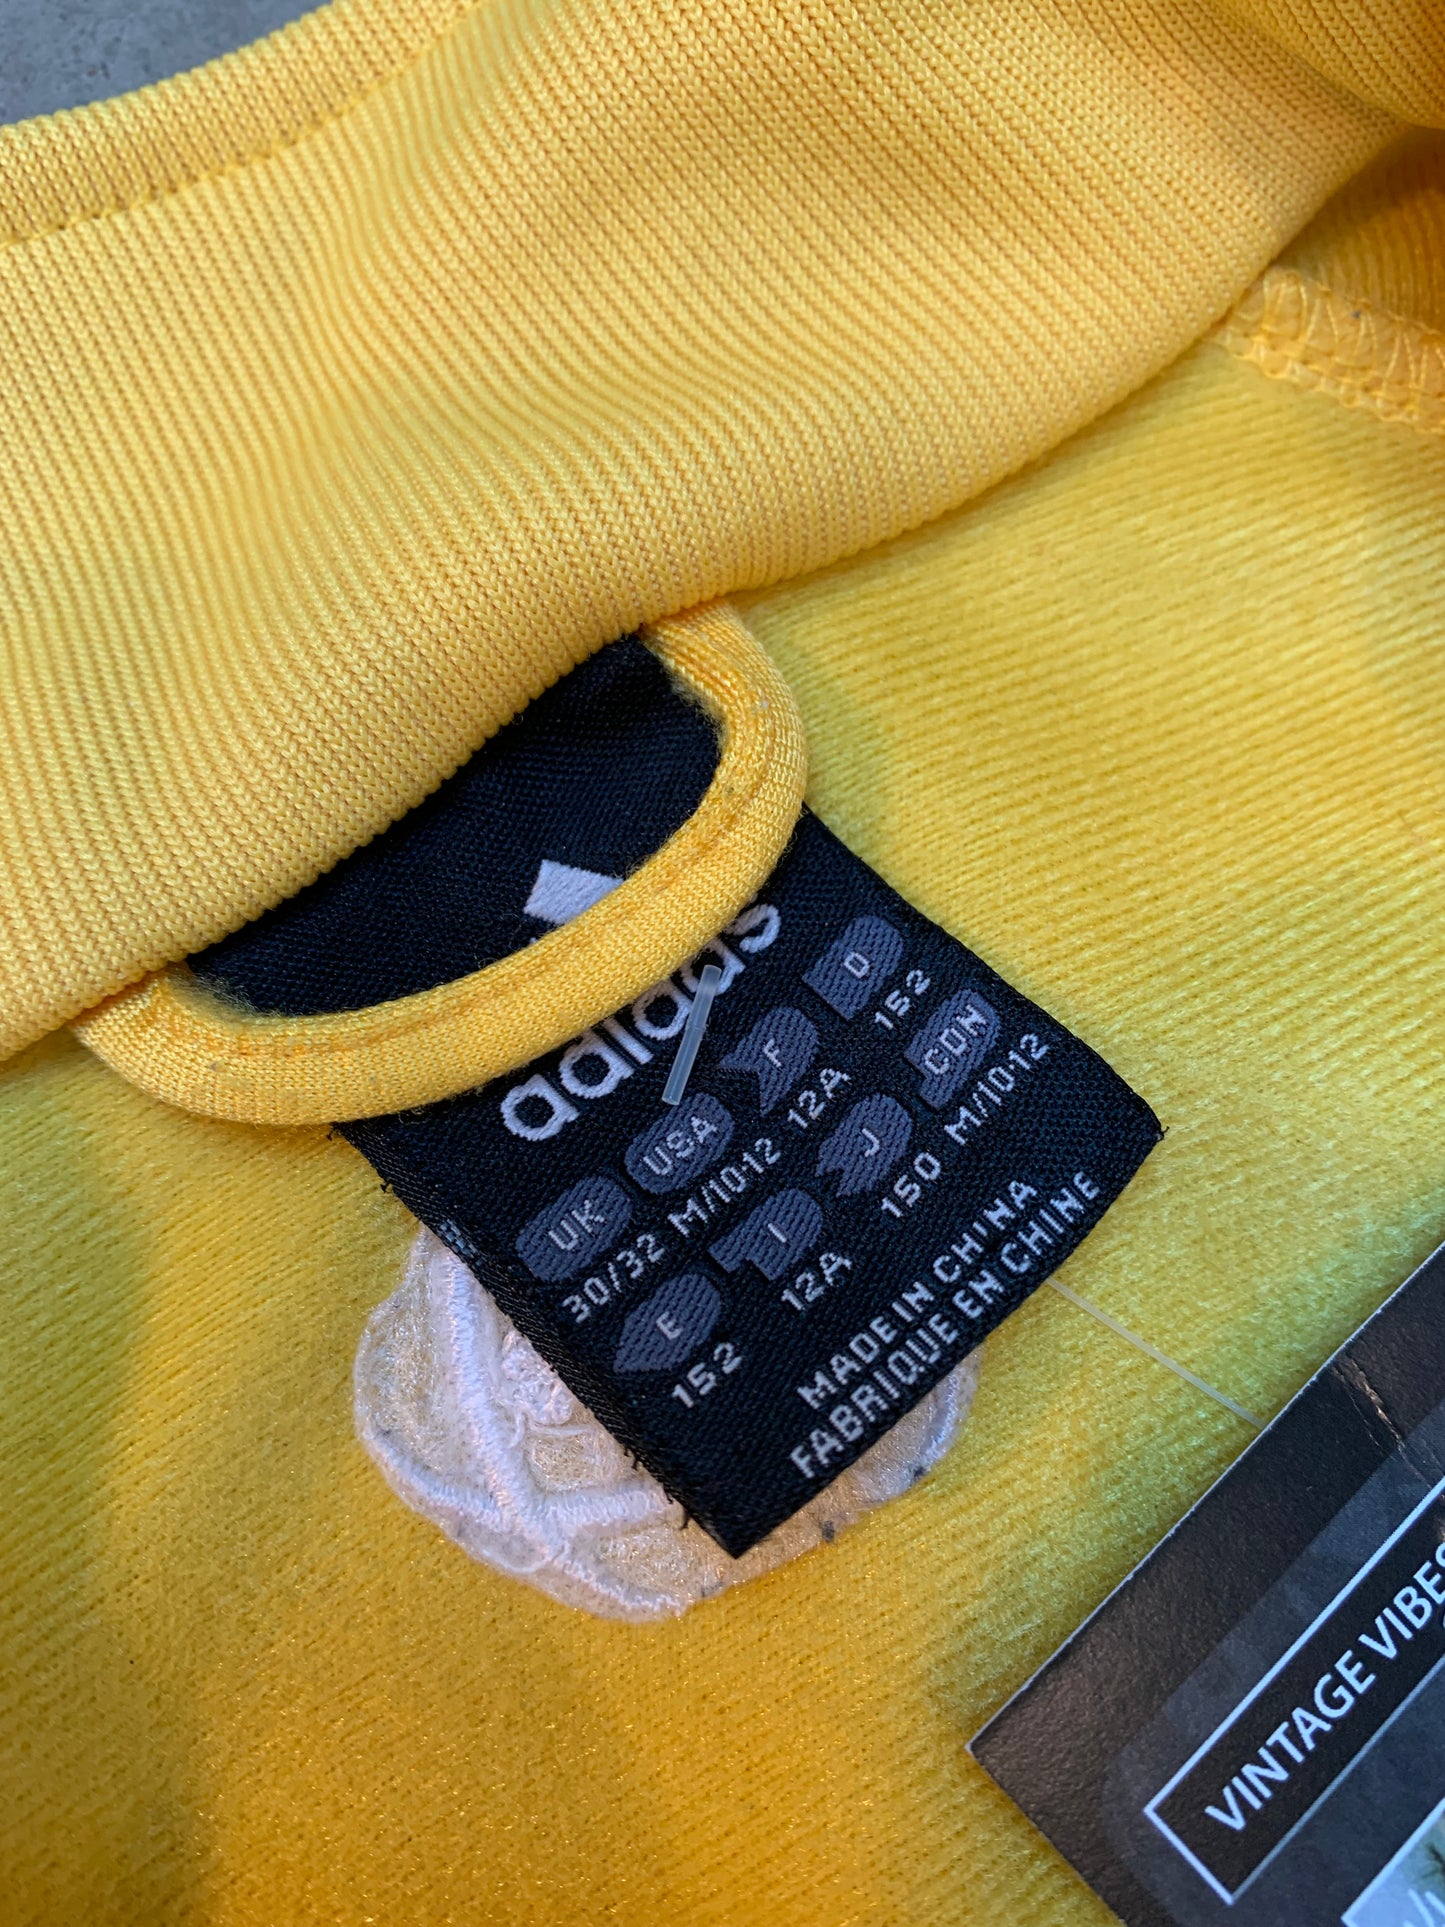 adidas
UK USA F D
30/32 M/10·12 12A 152
E I J CDN
152 12A 150 M/10·12
MADE IN CHINA
FABRIQUE EN CHINE
VINTAGE VIBES